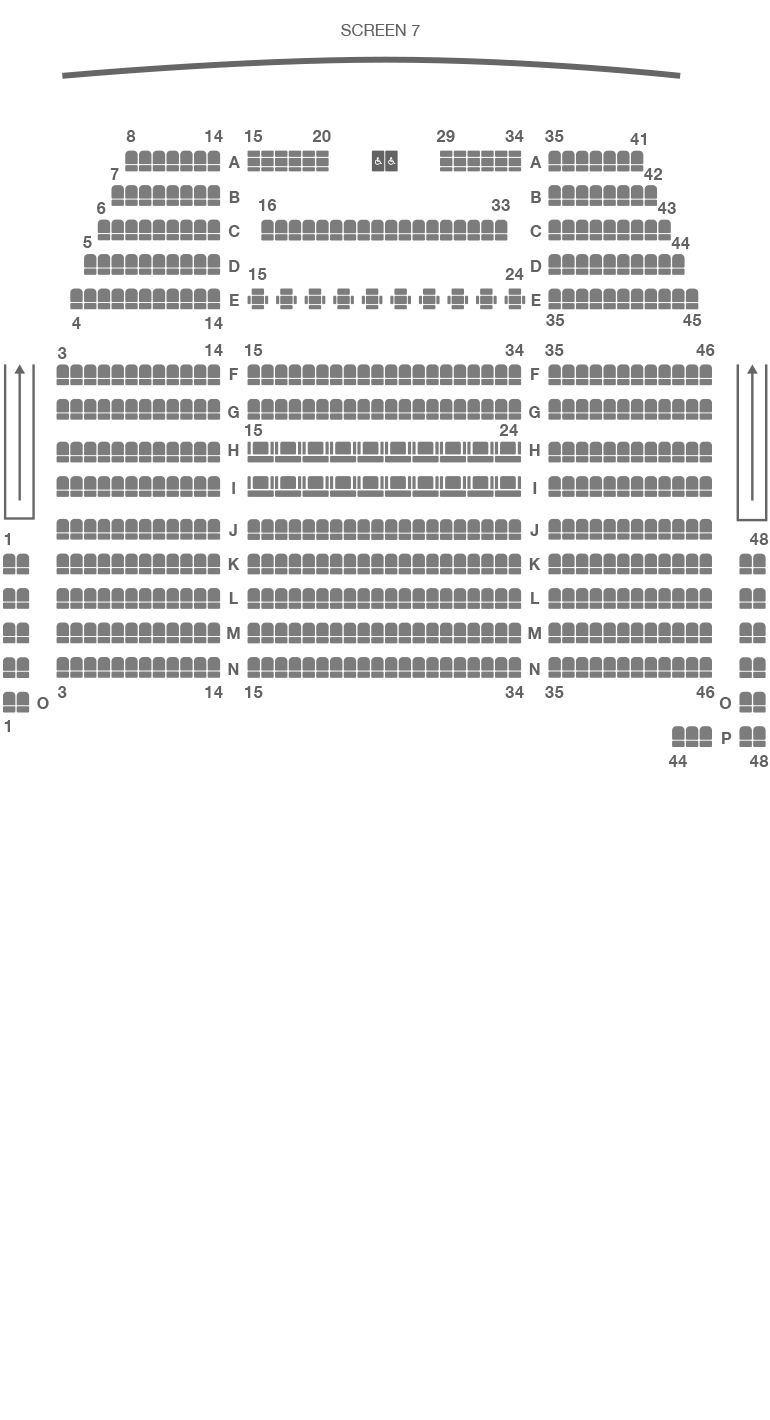 SCREEN 7
8 14 15 20 29 34 35 41
A A
7 42
B B
6 16 33 43
C C
5 44
D D
15 24
E E
4 14 35 45
3 14 15 34 35 46
F F
G G
15 24
H H
I I
J J
1 48
K K
L L
M M
N N
3 14 15 34 35 46
O O
1
P
44 48